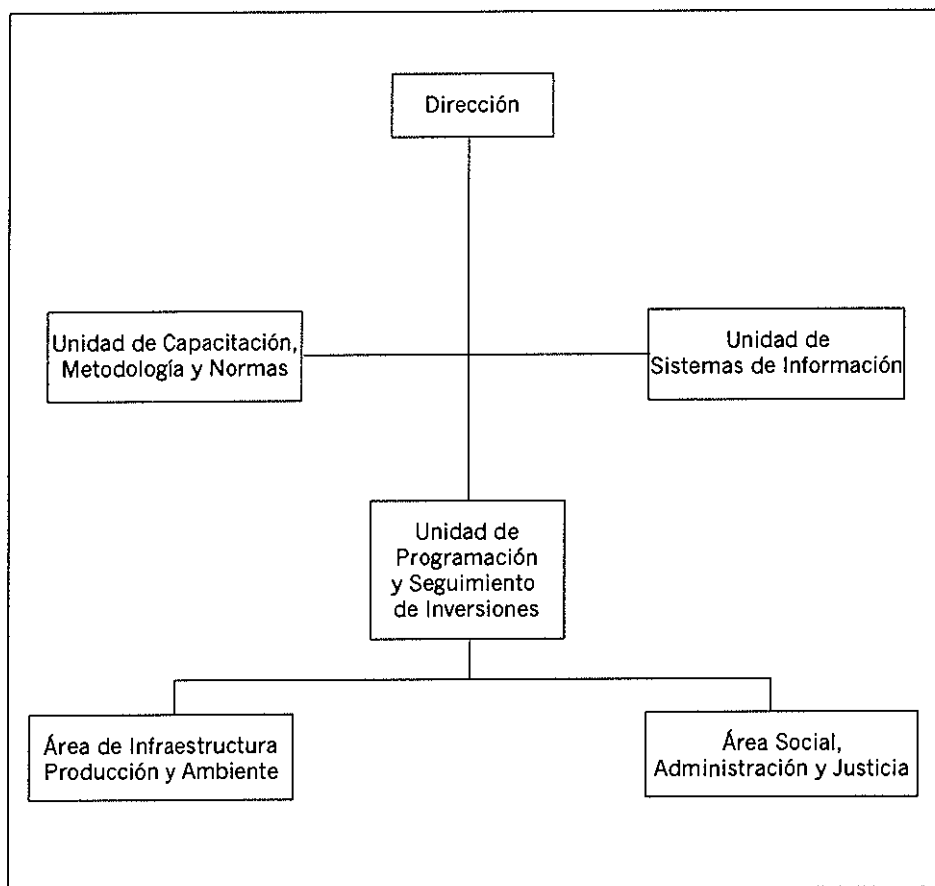 Dirección
Unidad de Capacitación,
Metodología y Normas
Unidad de
Sistemas de Información
Unidad de
Programación
y Seguimiento
de Inversiones
Área de Infraestructura
Producción y Ambiente
Área Social,
Administración y Justicia